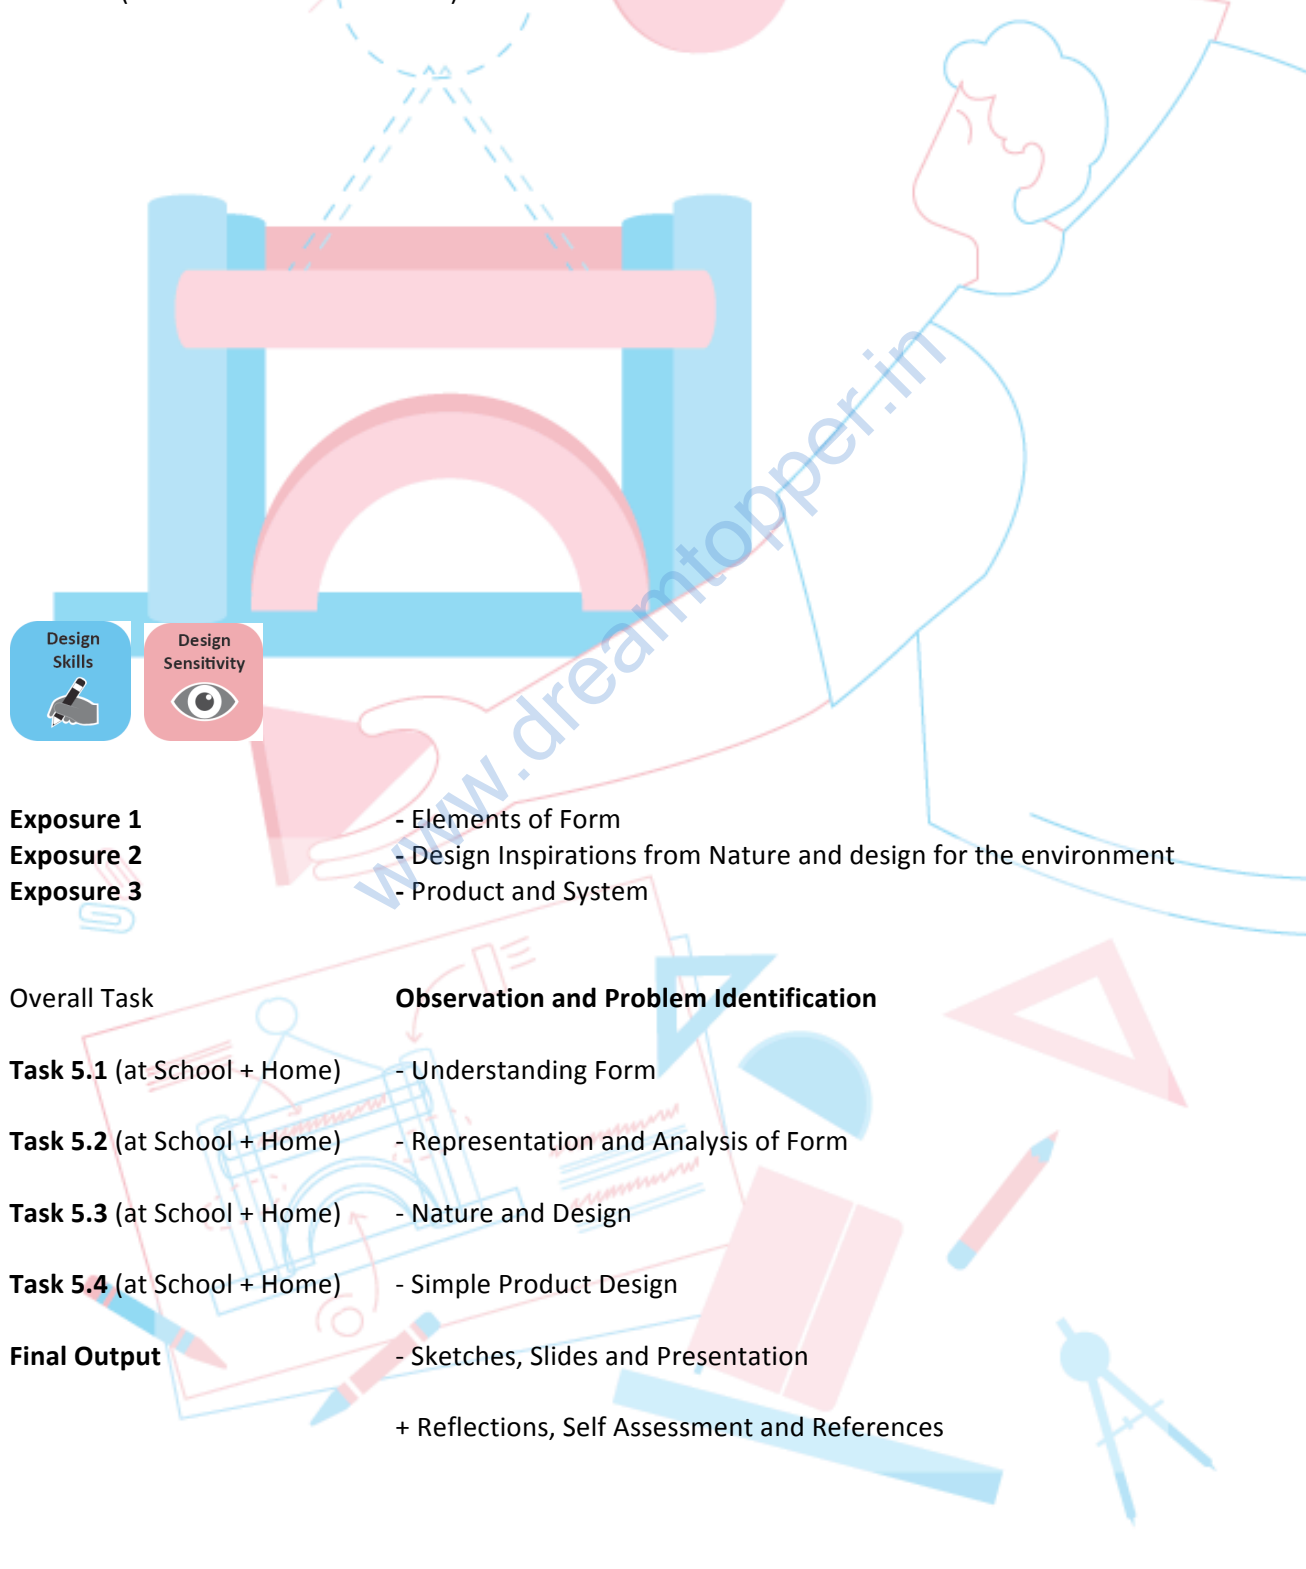 Design
Skills
Design
Sensitivity
www.dreamtopper.in
Exposure 1 - Elements of Form
Exposure 2 - Design Inspirations from Nature and design for the environment
Exposure 3 - Product and System
Overall Task Observation and Problem Identification
Task 5.1 (at School + Home) - Understanding Form
Task 5.2 (at School + Home) - Representation and Analysis of Form
Task 5.3 (at School + Home) - Nature and Design
Task 5.4 (at School + Home) - Simple Product Design
Final Output - Sketches, Slides and Presentation
+ Reflections, Self Assessment and References